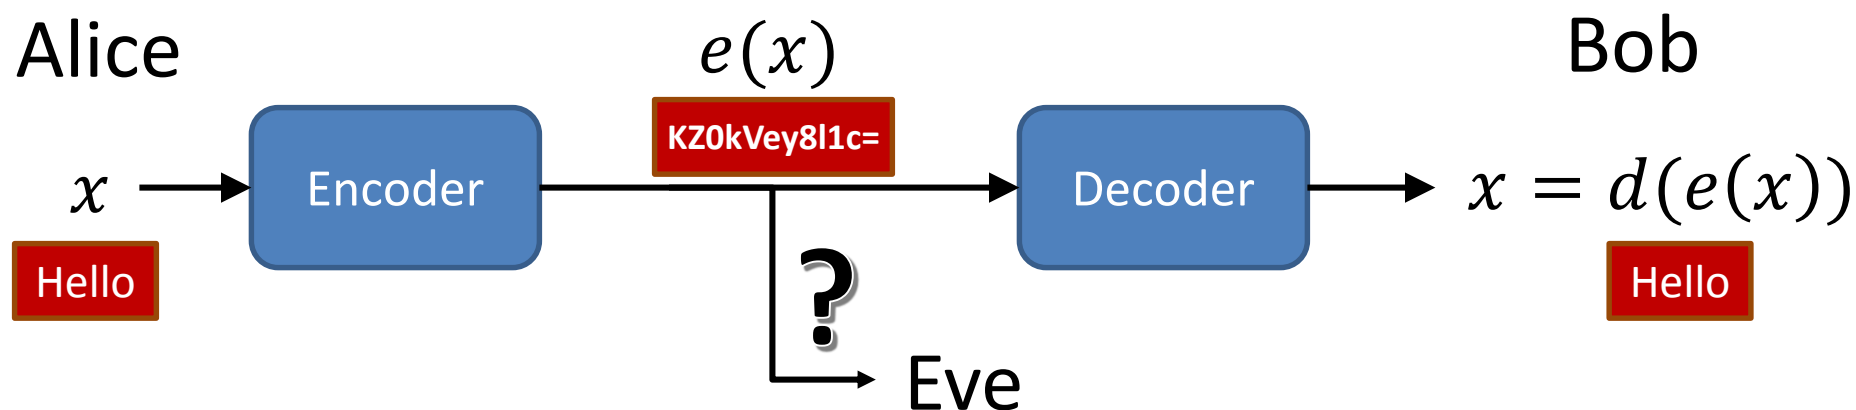 Alice
e(x)
Bob
KZ0kVey8l1c=
x
Encoder
Decoder
x = d(e(x))
Hello
?
Hello
Eve